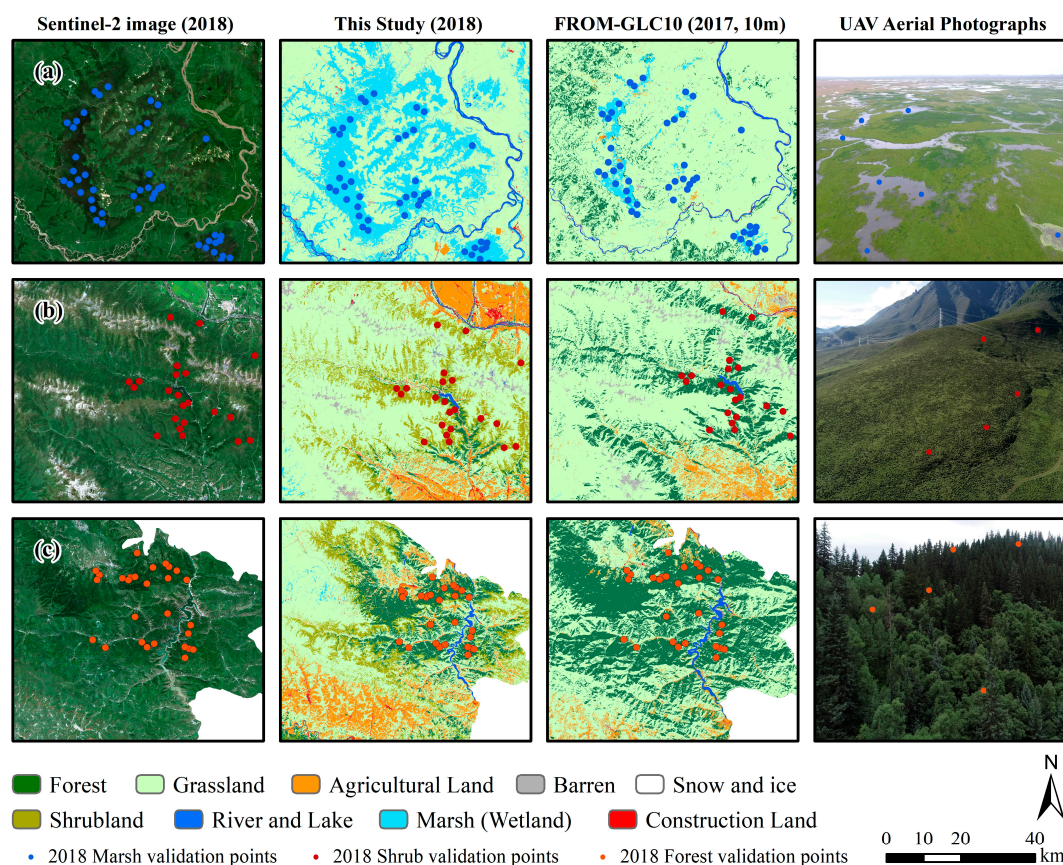 Sentinel-2 image (2018) This Study (2018) FROM-GLC10 (2017, 10m) UAV Aerial Photographs
(a)
(b)
(c)
Forest Grassland Agricultural Land Barren Snow and ice
Shrubland River and Lake Marsh (Wetland) Construction Land
2018 Marsh validation points 2018 Shrub validation points 2018 Forest validation points
N
0 10 20 40
km